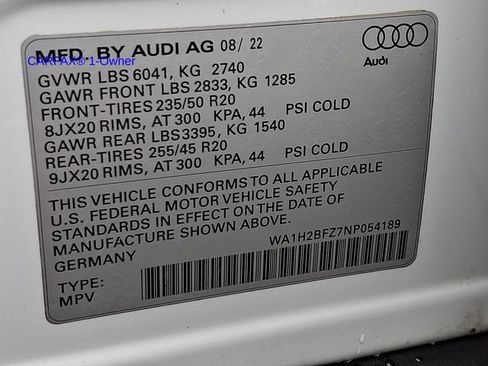 MFD. BY AUDI AG 08/22
CARFAX® 1-Owner
Audi
GVWR LBS 6041, KG 2740
GAWR FRONT LBS 2833, KG 1285
FRONT-TIRES 235/50 R20
8JX20 RIMS, AT 300 KPA, 44 PSI COLD
GAWR REAR LBS3395, KG 1540
REAR-TIRES 255/45 R20
9JX20 RIMS, AT 300 KPA, 44 PSI COLD
THIS VEHICLE CONFORMS TO ALL APPLICABLE
U.S. FEDERAL MOTOR VEHICLE SAFETY
STANDARDS IN EFFECT ON THE DATE OF
MANUFACTURE SHOWN ABOVE.
GERMANY
WA1H2BFZ7NP054189
TYPE:
MPV